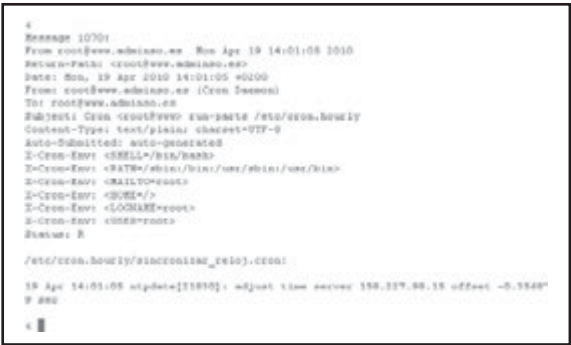 &
Message 1070:
From root@www.adminso.es Mon Apr 19 14:01:05 2010
Return-Path: <root@www.adminso.es>
Date: Mon, 19 Apr 2010 14:01:05 +0200
From: root@www.adminso.es (Cron Daemon)
To: root@www.adminso.es
Subject: Cron <root@www> run-parts /etc/cron.hourly
Content-Type: text/plain; charset=UTF-8
Auto-Submitted: auto-generated
X-Cron-Env: <SHELL=/bin/bash>
X-Cron-Env: <PATH=/sbin:/bin:/usr/sbin:/usr/bin>
X-Cron-Env: <MAILTO=root>
X-Cron-Env: <HOME=/>
X-Cron-Env: <LOGNAME=root>
X-Cron-Env: <USER=root>
Status: R
/etc/cron.hourly/sincronizar_reloj.cron:
19 Apr 14:01:05 adjust time server offset
sec
&